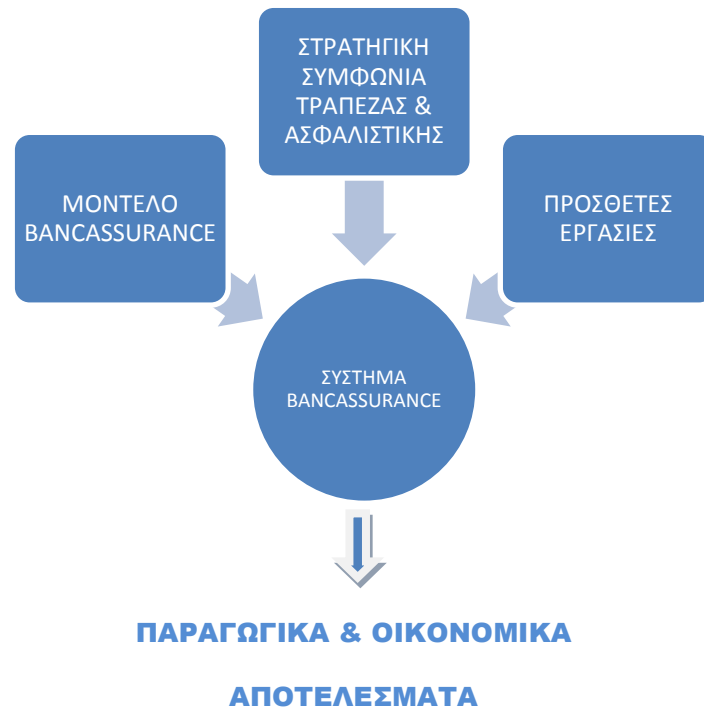 ΣΤΡΑΤΗΓΙΚΗ
ΣΥΜΦΩΝΙΑ
ΤΡΑΠΕΖΑΣ &
ΑΣΦΑΛΙΣΤΙΚΗΣ
ΜΟΝΤΕΛΟ
BANCASSURANCE
ΠΡΟΣΘΕΤΕΣ
ΕΡΓΑΣΙΕΣ
ΣΥΣΤΗΜΑ
BANCASSURANCE
ΠΑΡΑΓΩΓΙΚΑ & ΟΙΚΟΝΟΜΙΚΑ
ΑΠΟΤΕΛΕΣΜΑΤΑ